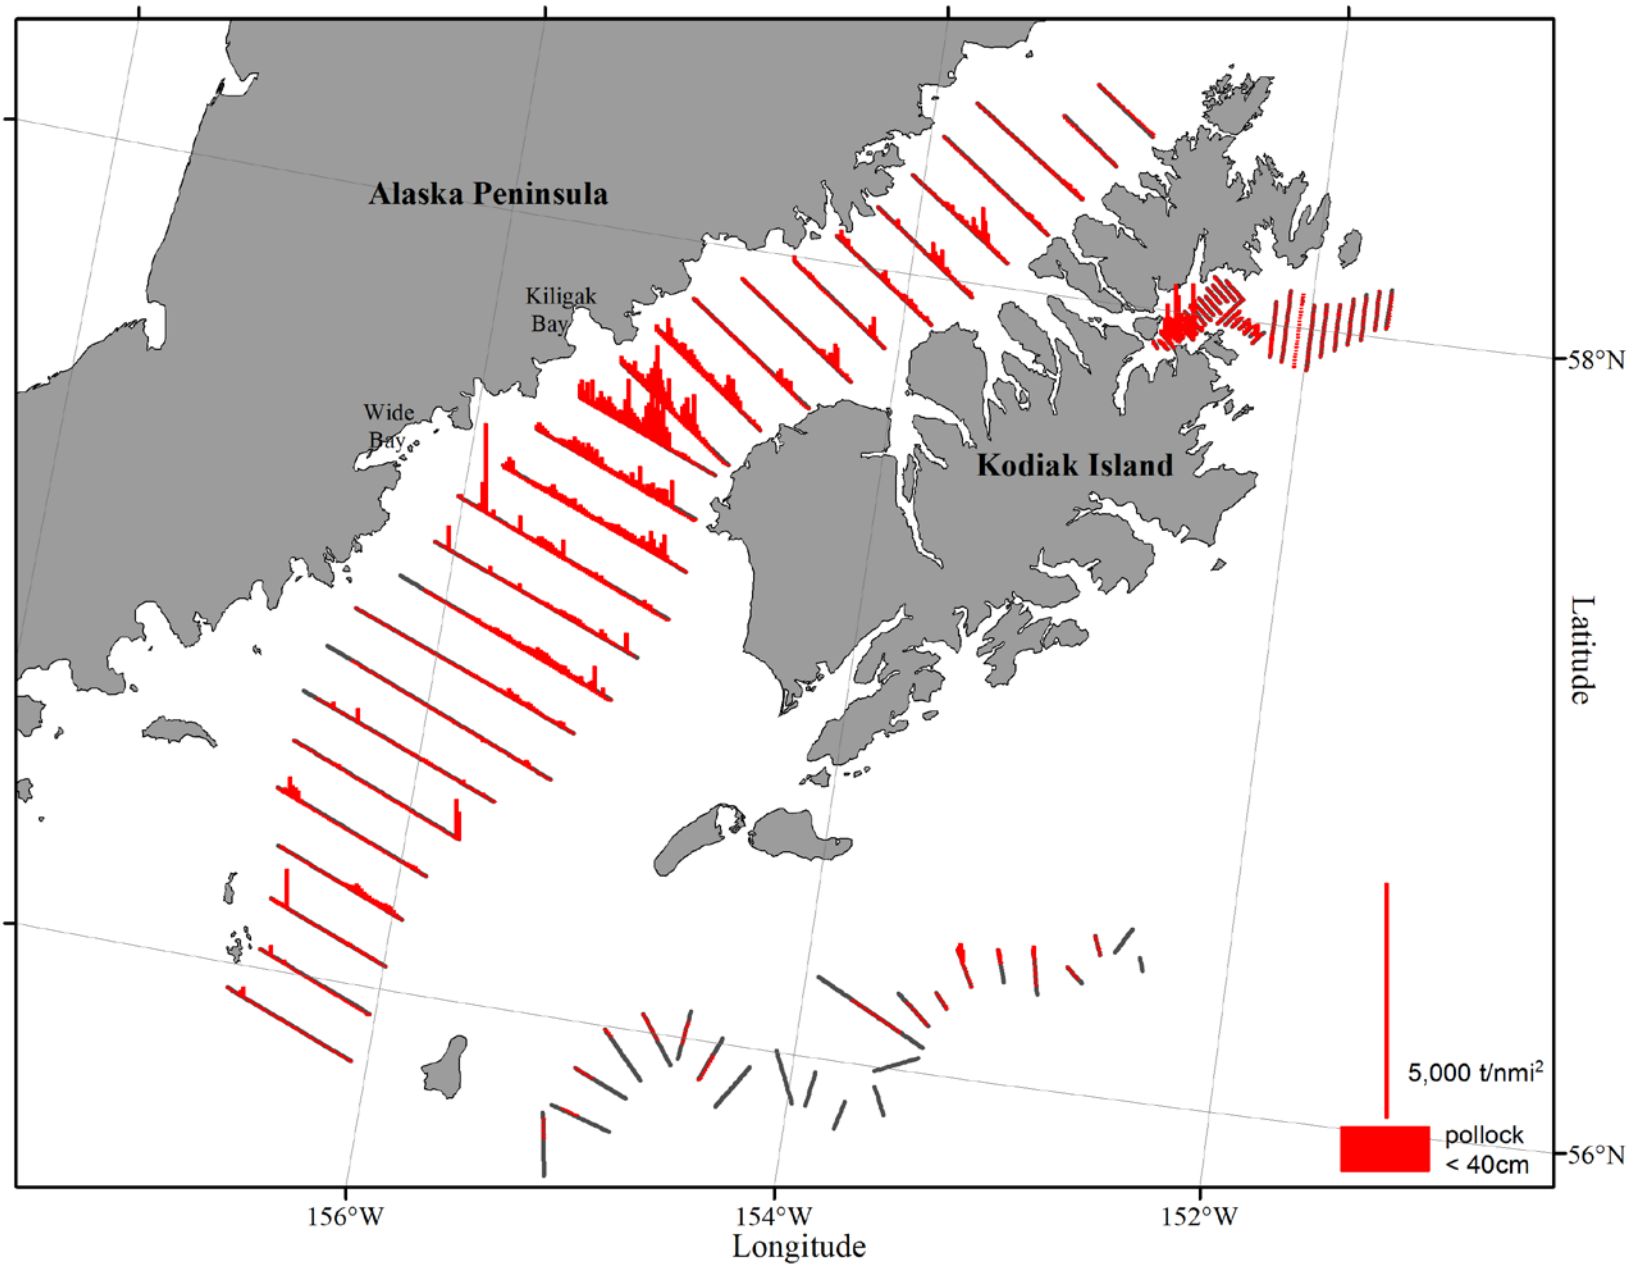 Alaska Peninsula
Kiligak
Bay
58°N
Wide
Bay
Kodiak Island
Latitude
5,000 t/nmi²
pollock
< 40cm
56°N
156°W
154°W
152°W
Longitude